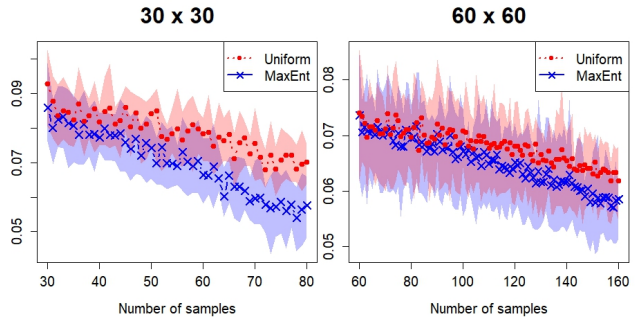 30 x 30
60 x 60
Uniform
MaxEnt
Uniform
MaxEnt
0.09
0.07
0.05
0.08
0.07
0.06
0.05
30 40 50 60 70 80
60 80 100 120 140 160
Number of samples
Number of samples